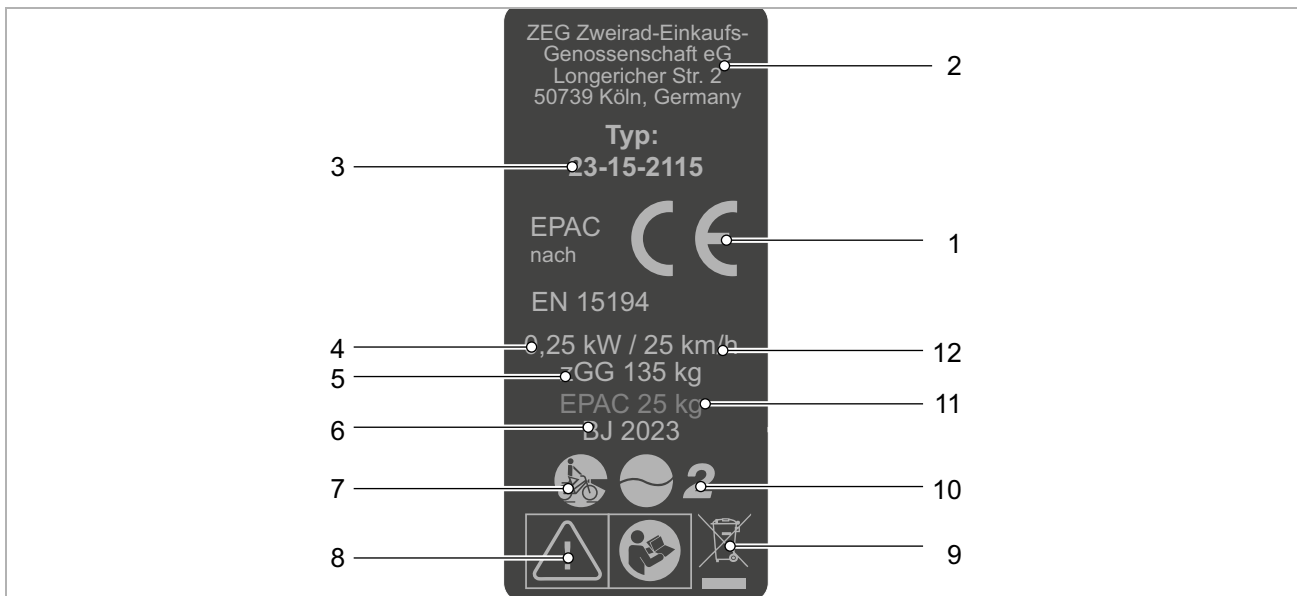 ZEG Zweirad-Einkaufs-
Genossenschaft eG
Longericher Str. 2
50739 Köln, Germany
2
Typ:
3
23-15-2115
EPAC
nach
CE
1
EN 15194
4
0,25 kW / 25 km/h
12
5
zGG 135 kg
EPAC 25 kg
11
6
BJ 2023
7
2
10
8
9